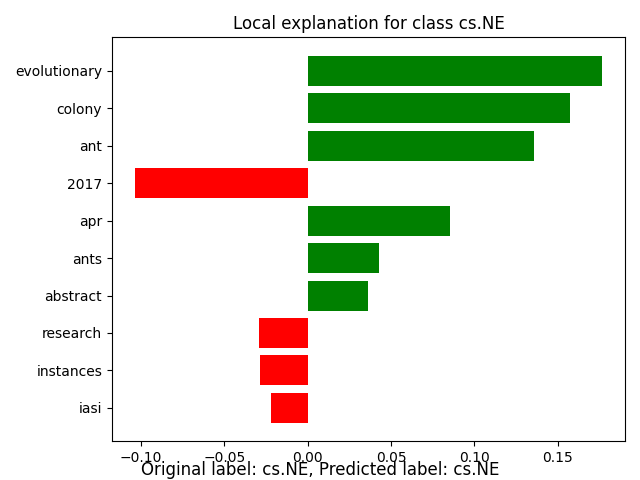 Local explanation for class cs.NE
evolutionary
colony
ant
2017
apr
ants
abstract
research
instances
iasi
−0.10 −0.05 0.00 0.05 0.10 0.15
Original label: cs.NE, Predicted label: cs.NE